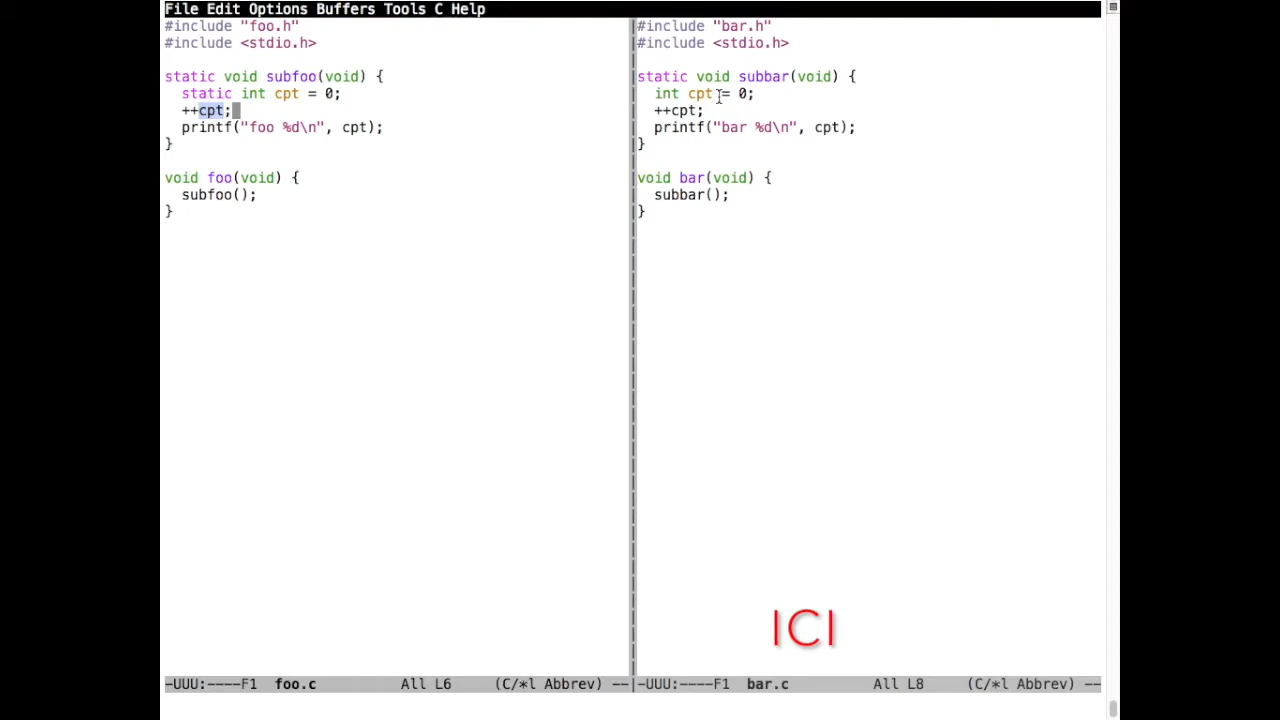 File Edit Options Buffers Tools C Help
#include "foo.h"
#include <stdio.h>
static void subfoo(void) {
  static int cpt = 0;
  ++cpt;
  printf("foo %d\n", cpt);
}
void foo(void) {
  subfoo();
}
-UUU:----F1  foo.c          All L6     (C/*l Abbrev) --
#include "bar.h"
#include <stdio.h>
static void subbar(void) {
  int cpt = 0;
  ++cpt;
  printf("bar %d\n", cpt);
}
void bar(void) {
  subbar();
}
ICI
-UUU:----F1  bar.c          All L8     (C/*l Abbrev) --